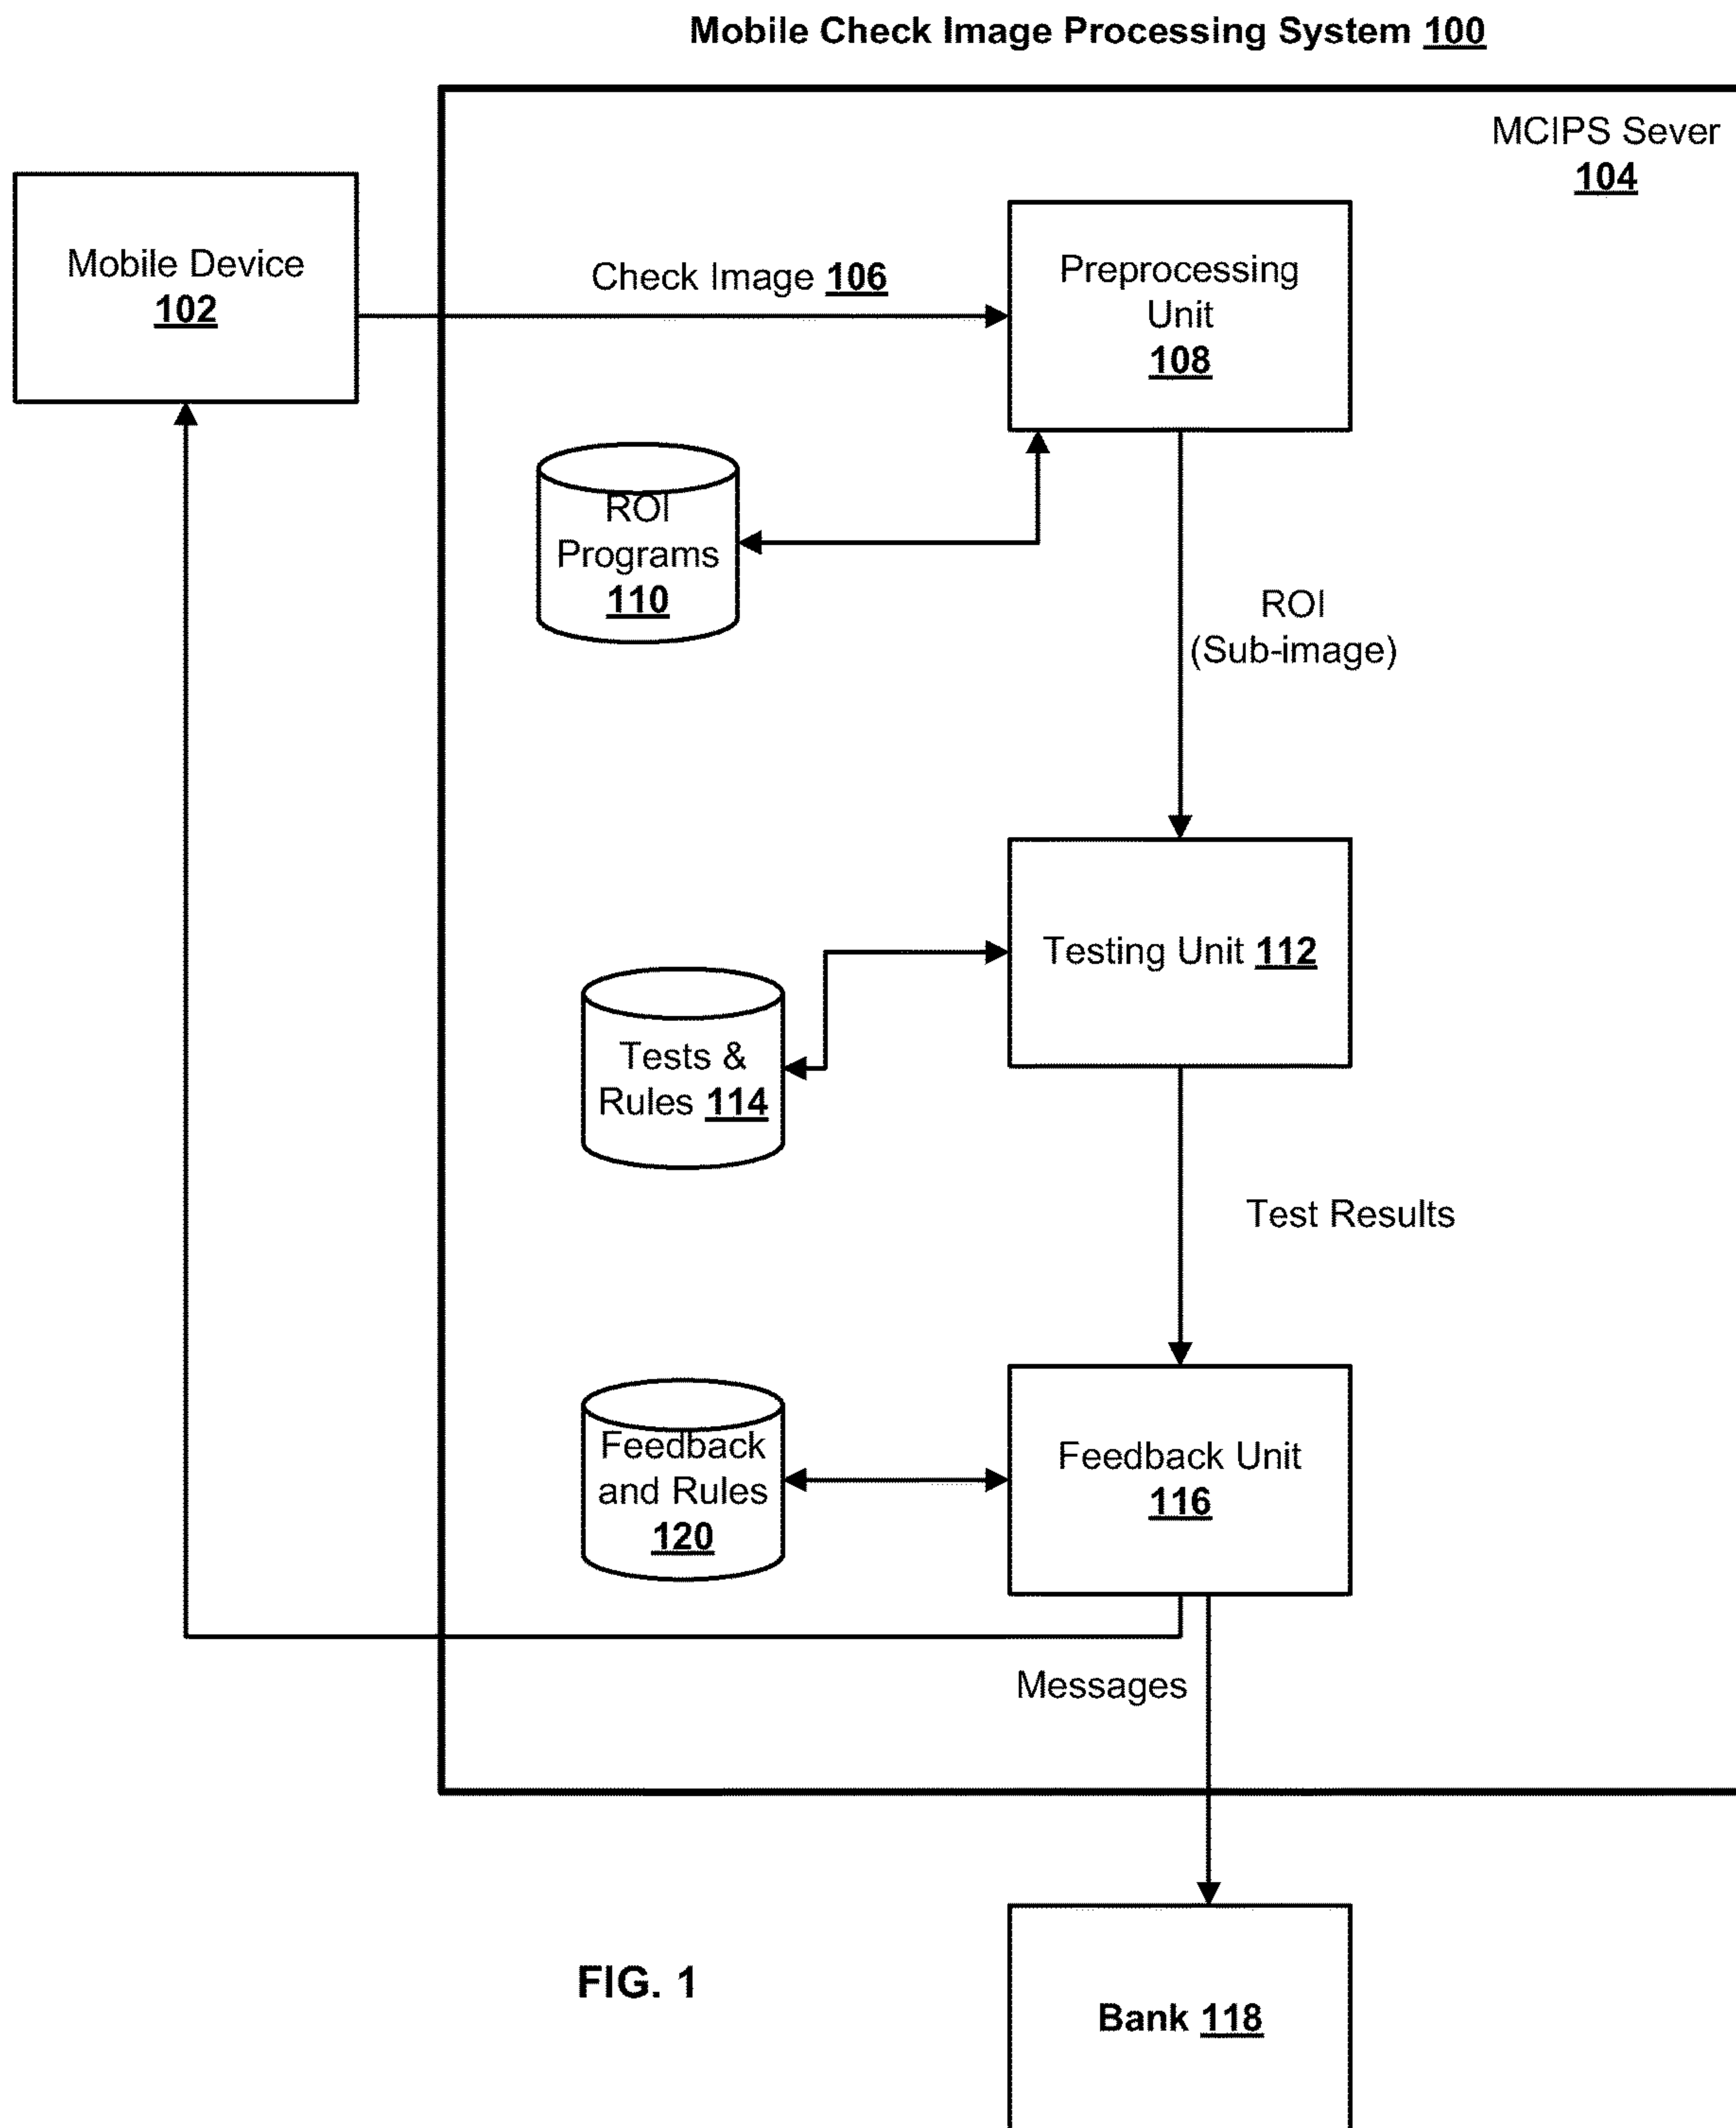 Mobile Check Image Processing System 100
MCIPS Sever
104
Mobile Device
102
Check Image 106
Preprocessing
Unit
108
ROI
Programs
110
ROI
(Sub-image)
Testing Unit 112
Tests &
Rules 114
Test Results
Feedback
and Rules
120
Feedback Unit
116
Messages
FIG. 1
Bank 118